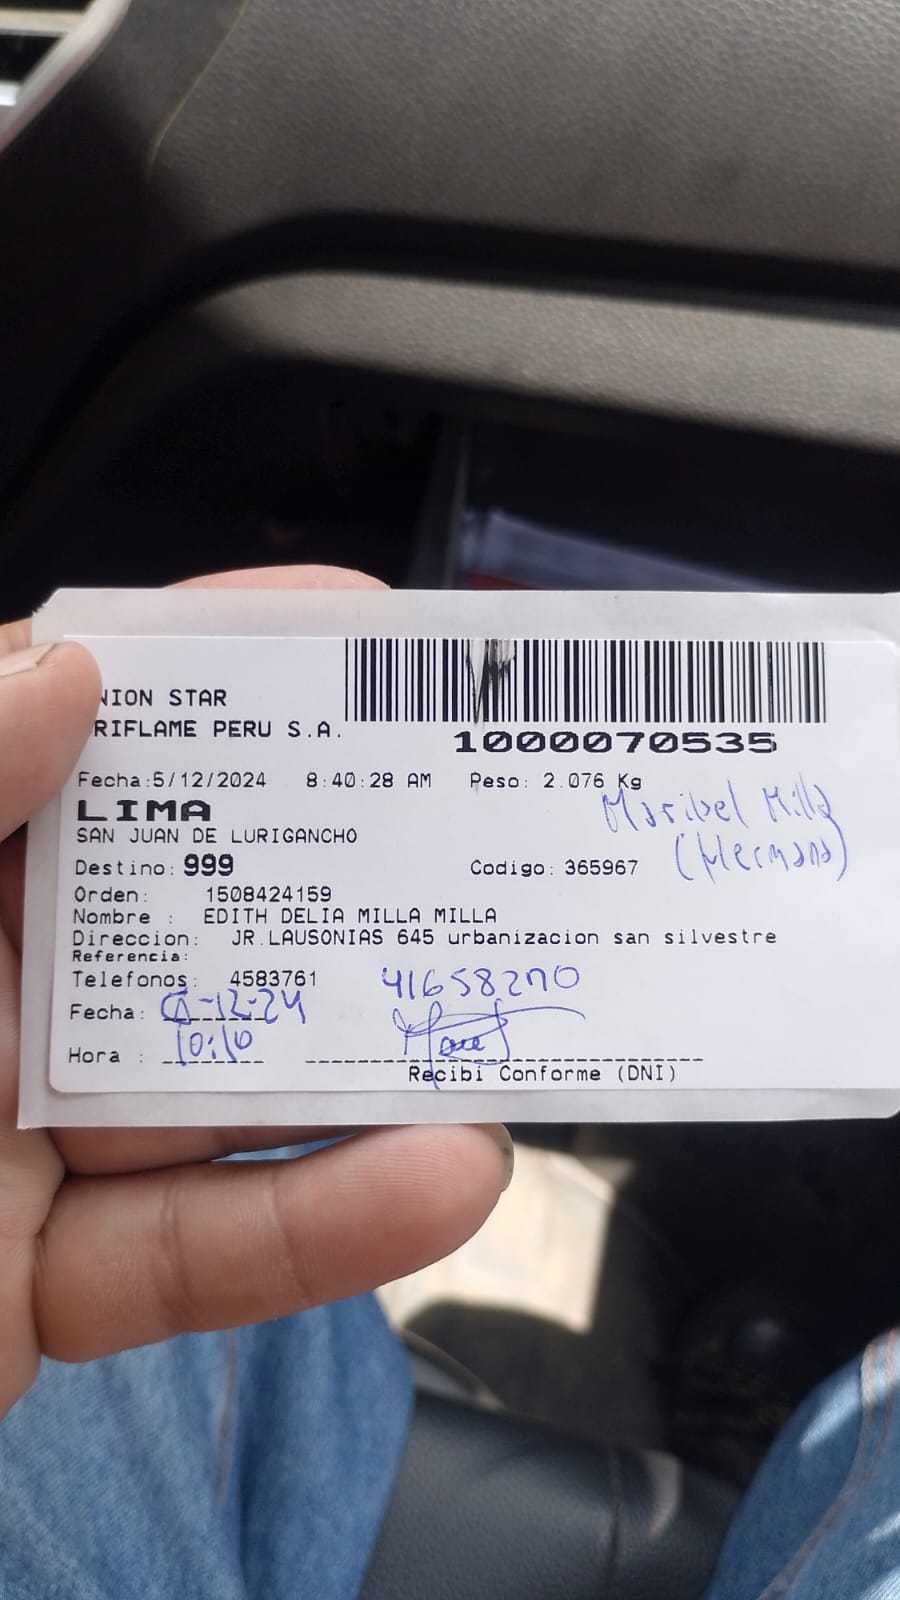 NION STAR
RIFLAME PERU S.A.
1000070535
Fecha:5/12/2024 8:40:28 AM Peso: 2.076 Kg
LIMA
Maribel Milla
SAN JUAN DE LURIGANCHO
(Hermana)
Destino: 999 Codigo: 365967
Orden: 1508424159
Nombre : EDITH DELIA MILLA MILLA
Direccion: JR.LAUSONIAS 645 urbanizacion san silvestre
Referencia:
Telefonos: 4583761 41658270
Fecha: -12-24
Hora : 10:10
Recibi Conforme (DNI)